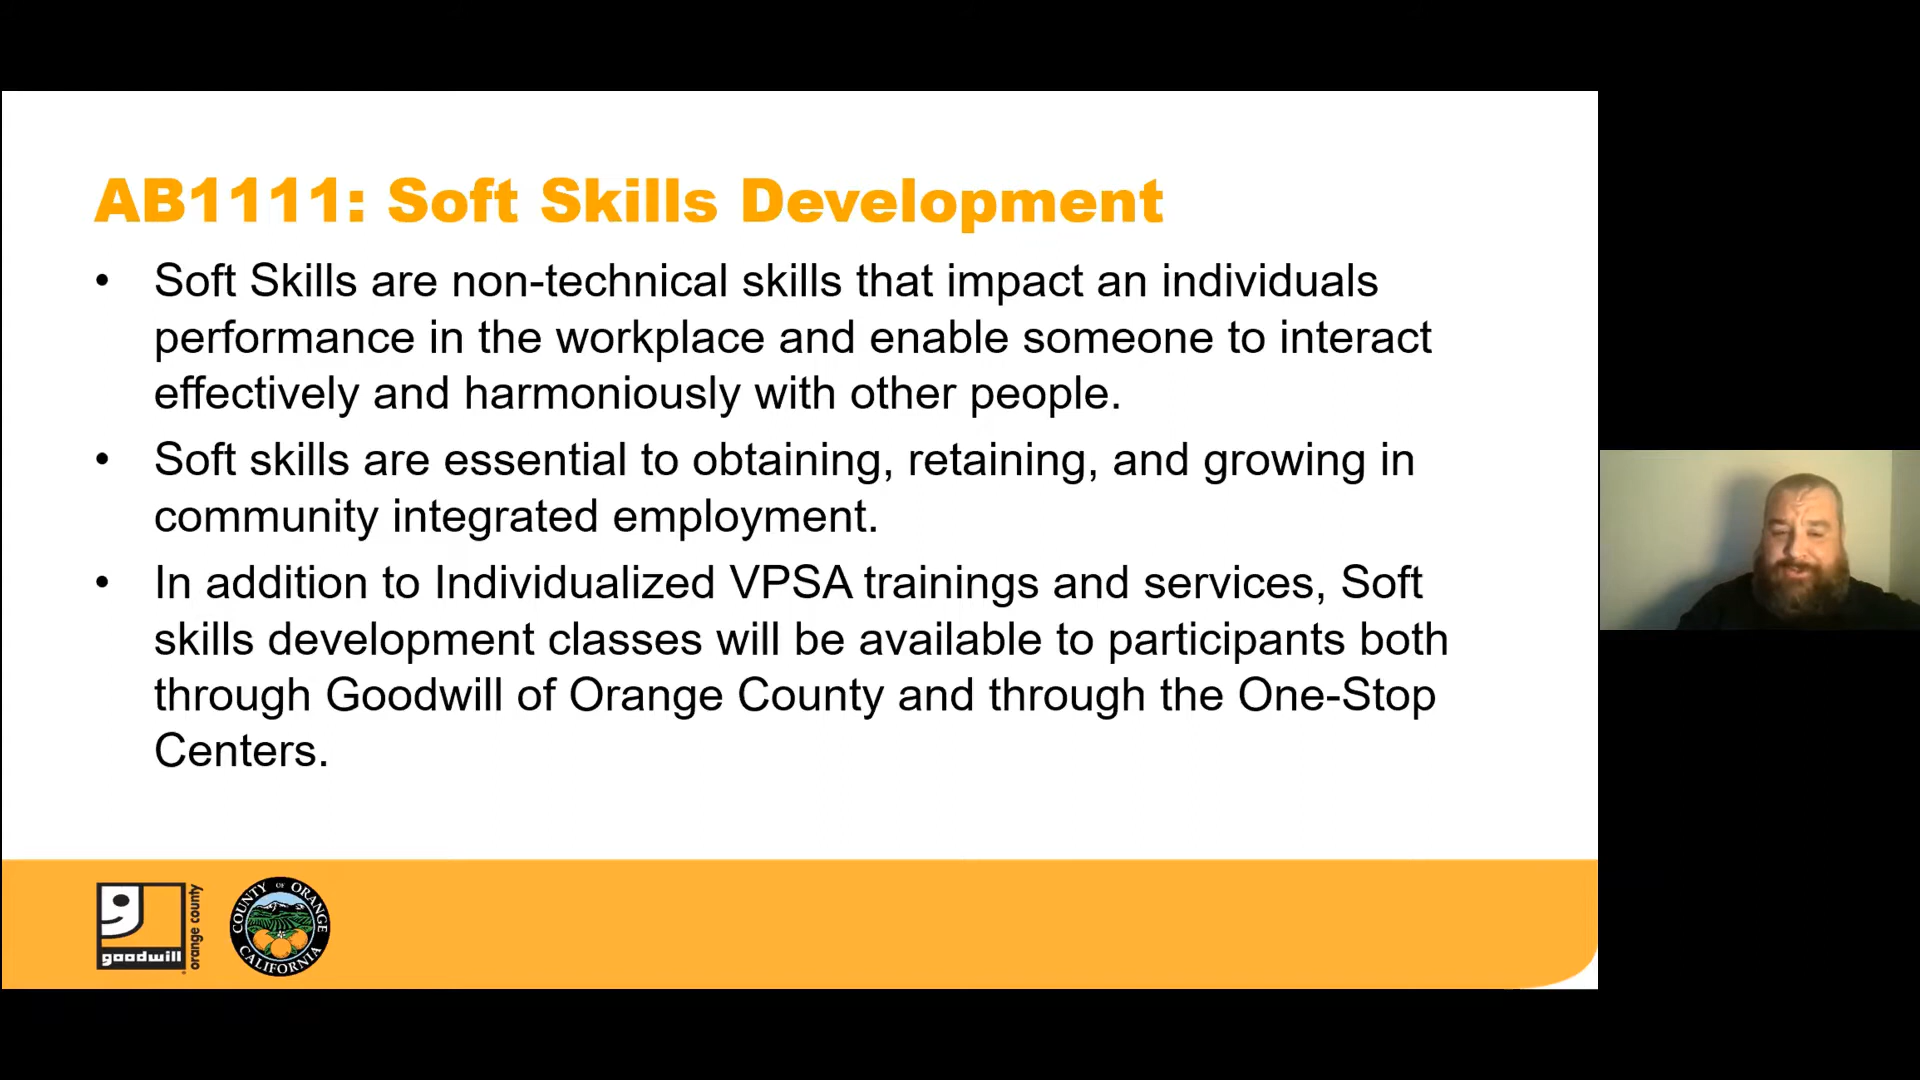 AB1111: Soft Skills Development
• Soft Skills are non-technical skills that impact an individuals
performance in the workplace and enable someone to interact
effectively and harmoniously with other people.
• Soft skills are essential to obtaining, retaining, and growing in
community integrated employment.
• In addition to Individualized VPSA trainings and services, Soft
skills development classes will be available to participants both
through Goodwill of Orange County and through the One-Stop
Centers.
goodwill
orange county
COUNTY OF ORANGE
CALIFORNIA